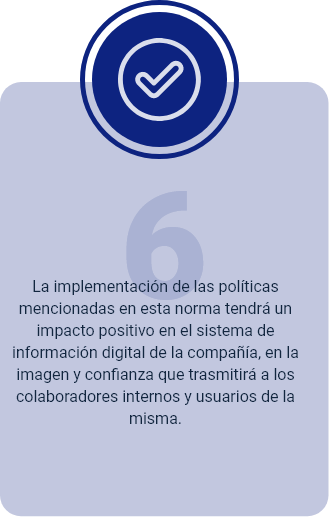 6
La implementación de las políticas
mencionadas en esta norma tendrá un
impacto positivo en el sistema de
información digital de la compañía, en la
imagen y confianza que trasmitirá a los
colaboradores internos y usuarios de la
misma.